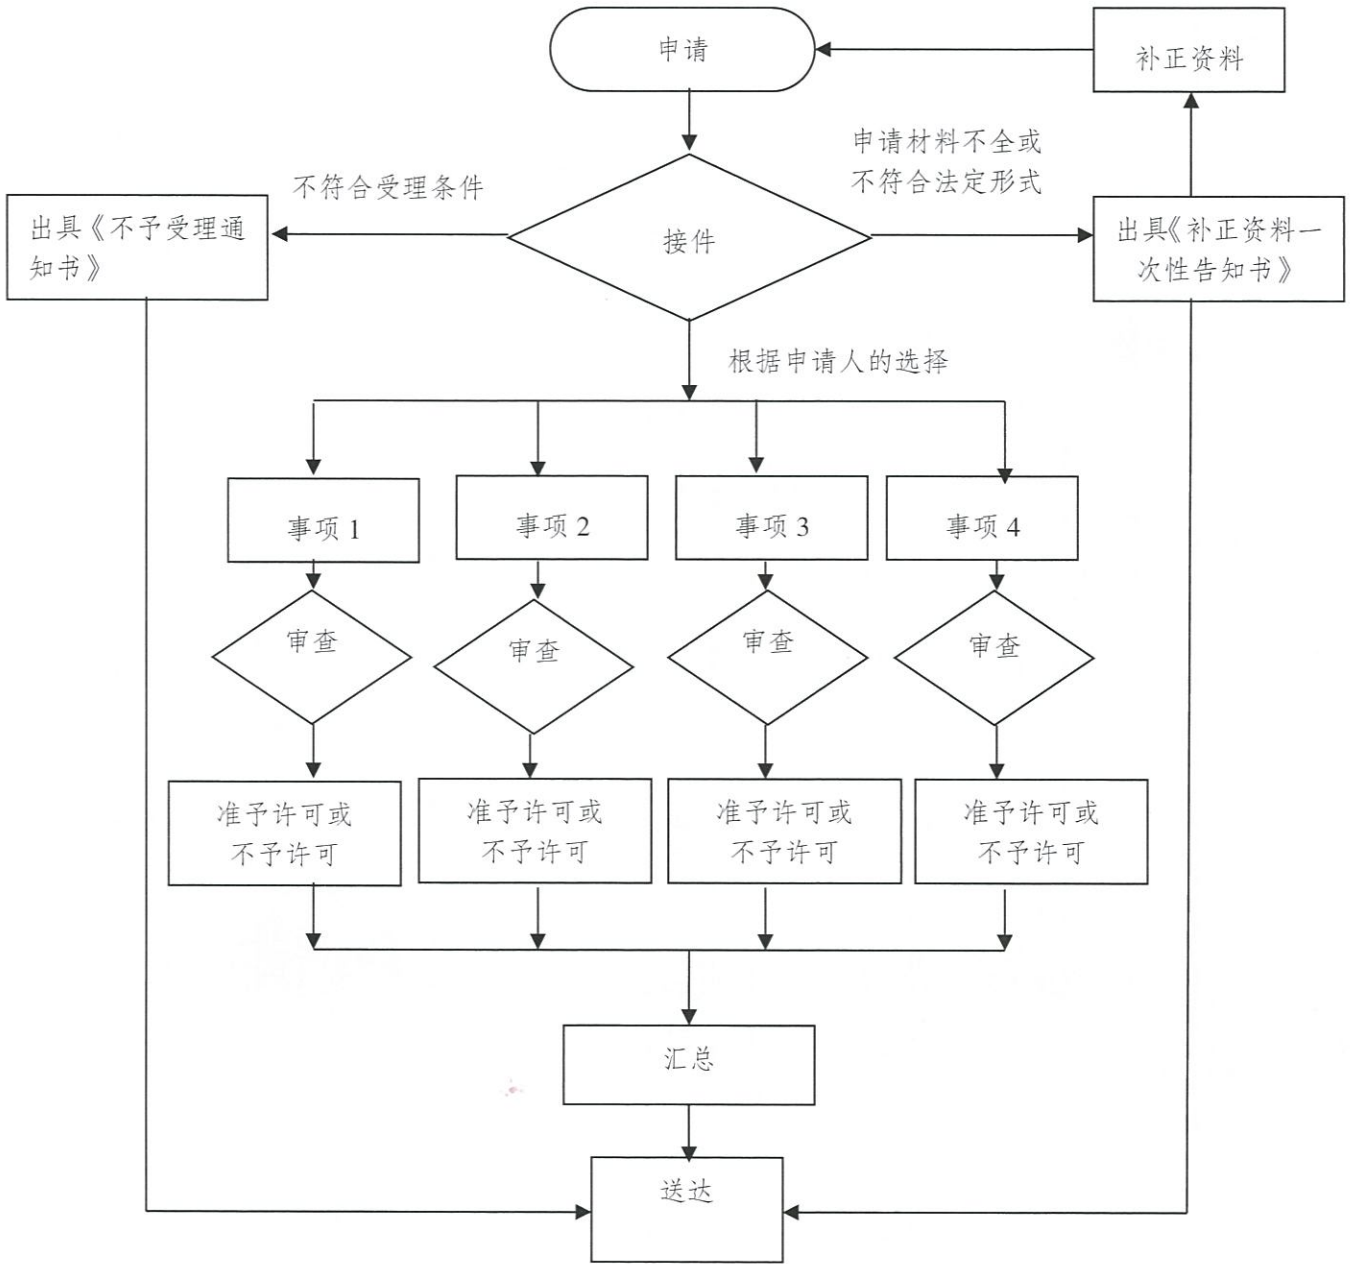 申请
补正资料
申请材料不全或
不符合法定形式
不符合受理条件
出具《不予受理通
知书》
接件
出具《补正资料一
次性告知书》
根据申请人的选择
事项 1
事项 2
事项 3
事项 4
审查
审查
审查
审查
准予许可或
不予许可
准予许可或
不予许可
准予许可或
不予许可
准予许可或
不予许可
汇总
送达